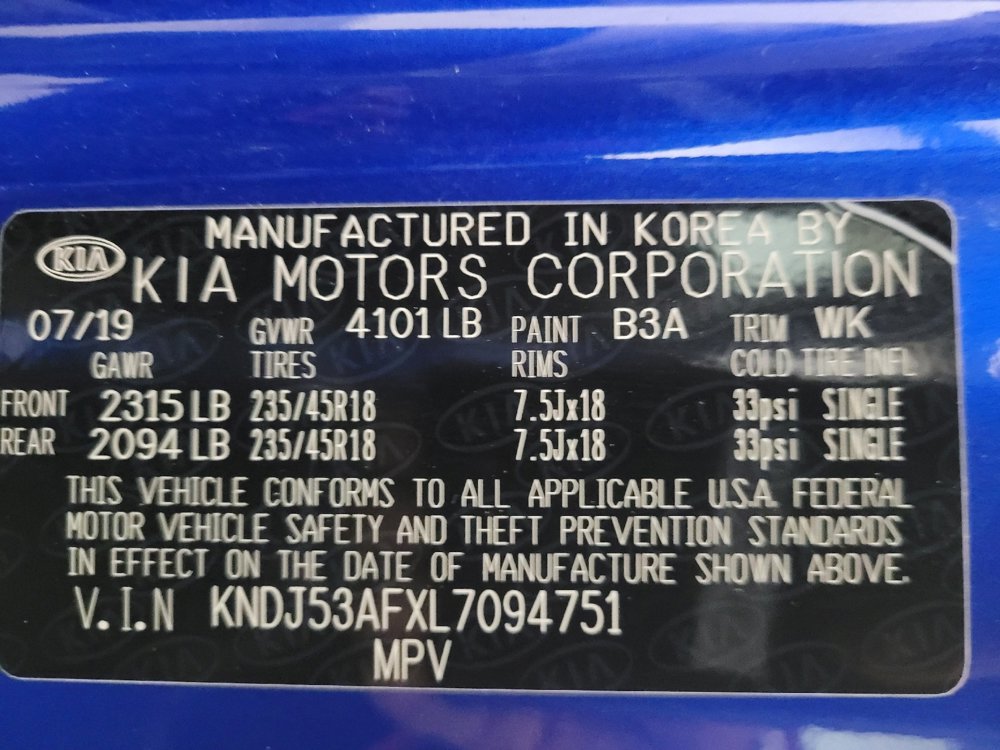 MANUFACTURED IN KOREA BY
KIA KIA MOTORS CORPORATION
07/19 GVWR 4101 LB PAINT B3A TRIM WK
GAWR TIRES RIMS COLD TIRE INFL
FRONT 2315 LB 235/45R18 7.5Jx18 33psi SINGLE
REAR 2094 LB 235/45R18 7.5Jx18 33psi SINGLE
THIS VEHICLE CONFORMS TO ALL APPLICABLE U.S.A. FEDERAL
MOTOR VEHICLE SAFETY AND THEFT PREVENTION STANDARDS
IN EFFECT ON THE DATE OF MANUFACTURE SHOWN ABOVE.
V.I.N KNDJ53AFXL7094751
MPV